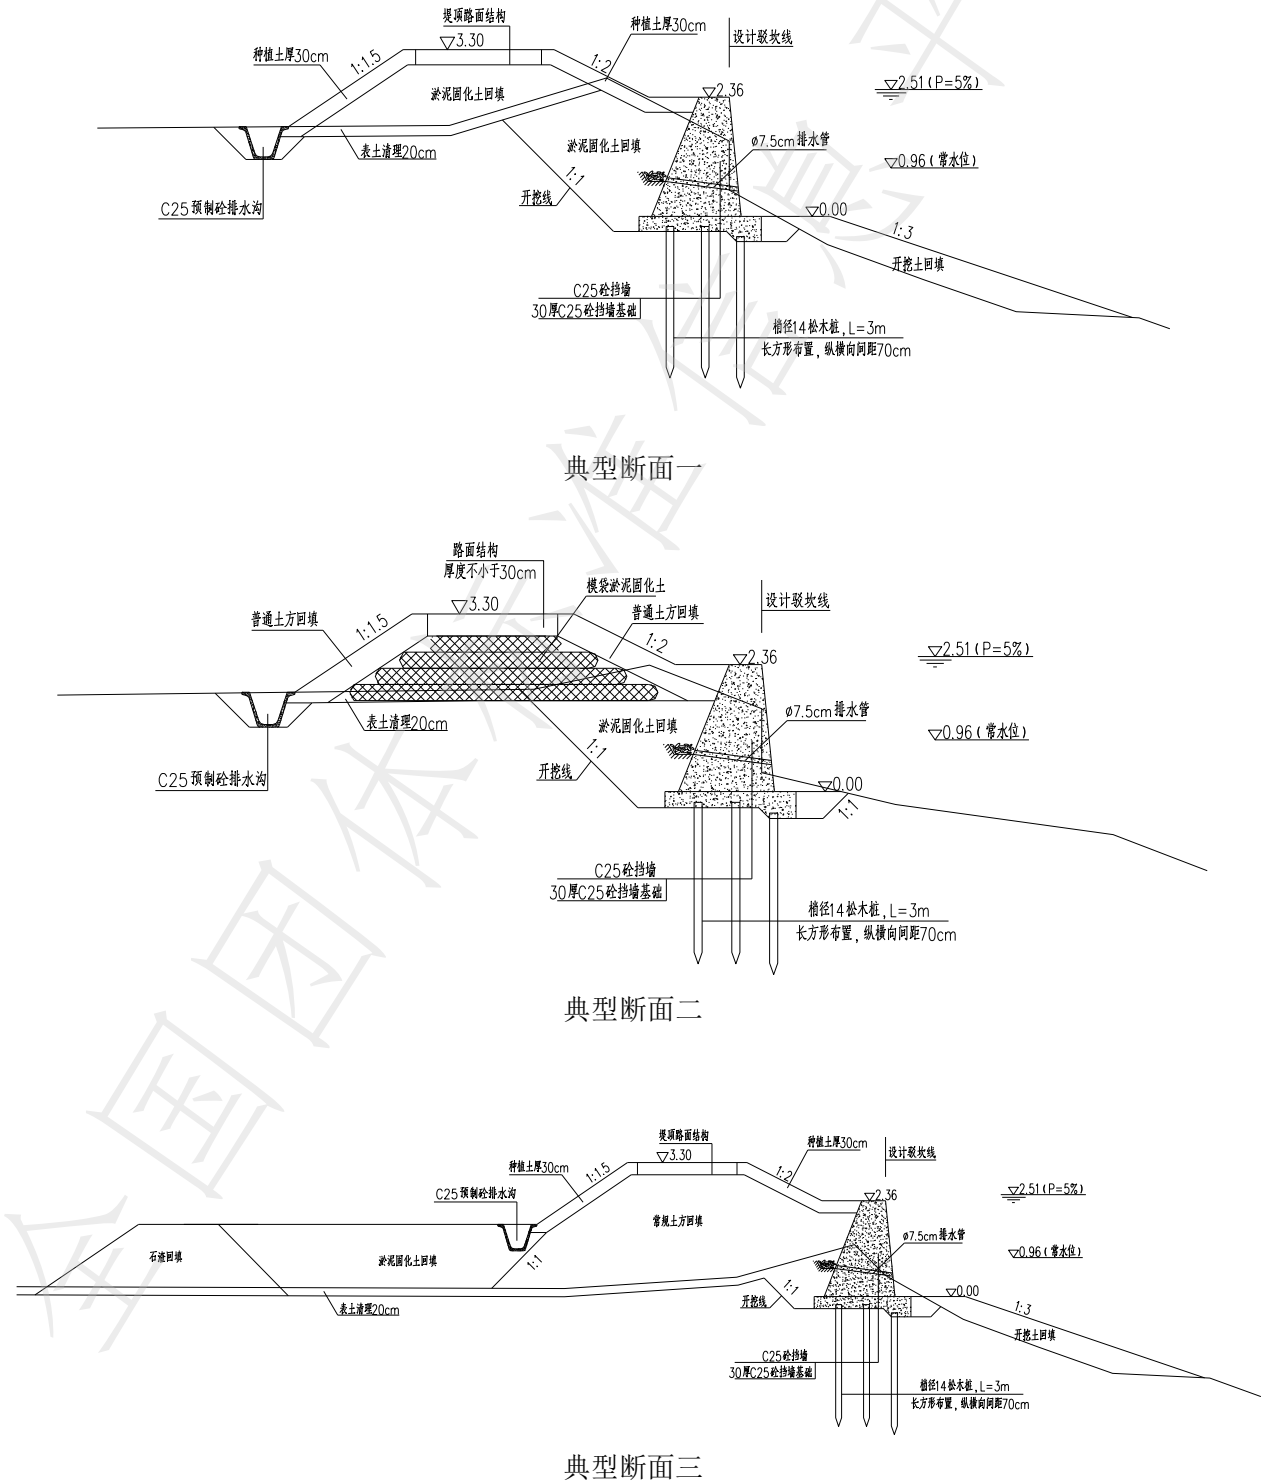 堤顶路面结构
种植土厚30cm
设计驳坎线
3.30
种植土厚30cm
1:1.5
1:2
2.36
2.51(P=5%)
淤泥固化土回填
淤泥固化土回填
ø7.5cm排水管
表土清理20cm
0.96(常水位)
1:1
开挖线
C25预制砼排水沟
0.00
1:3
开挖土回填
C25砼挡墙
30厚C25砼挡墙基础
梢径14松木桩,L=3m
长方形布置,纵横向间距70cm
典型断面一
路面结构
厚度不小于30cm
模袋淤泥固化土
设计驳坎线
3.30
普通土方回填
普通土方回填
1:1.5
1:2
2.36
2.51(P=5%)
ø7.5cm排水管
表土清理20cm
淤泥固化土回填
0.96(常水位)
1:1
开挖线
C25预制砼排水沟
0.00
1:1
C25砼挡墙
30厚C25砼挡墙基础
梢径14松木桩,L=3m
长方形布置,纵横向间距70cm
典型断面二
堤顶路面结构
种植土厚30cm
设计驳坎线
3.30
种植土厚30cm
1:1.5
1:2
C25预制砼排水沟
2.36
2.51(P=5%)
常规土方回填
ø7.5cm排水管
石渣回填
淤泥固化土回填
1:1
0.96(常水位)
1:1
开挖线
0.00
表土清理20cm
1:3
开挖土回填
C25砼挡墙
30厚C25砼挡墙基础
梢径14松木桩,L=3m
长方形布置,纵横向间距70cm
典型断面三
全国团体标准信息平